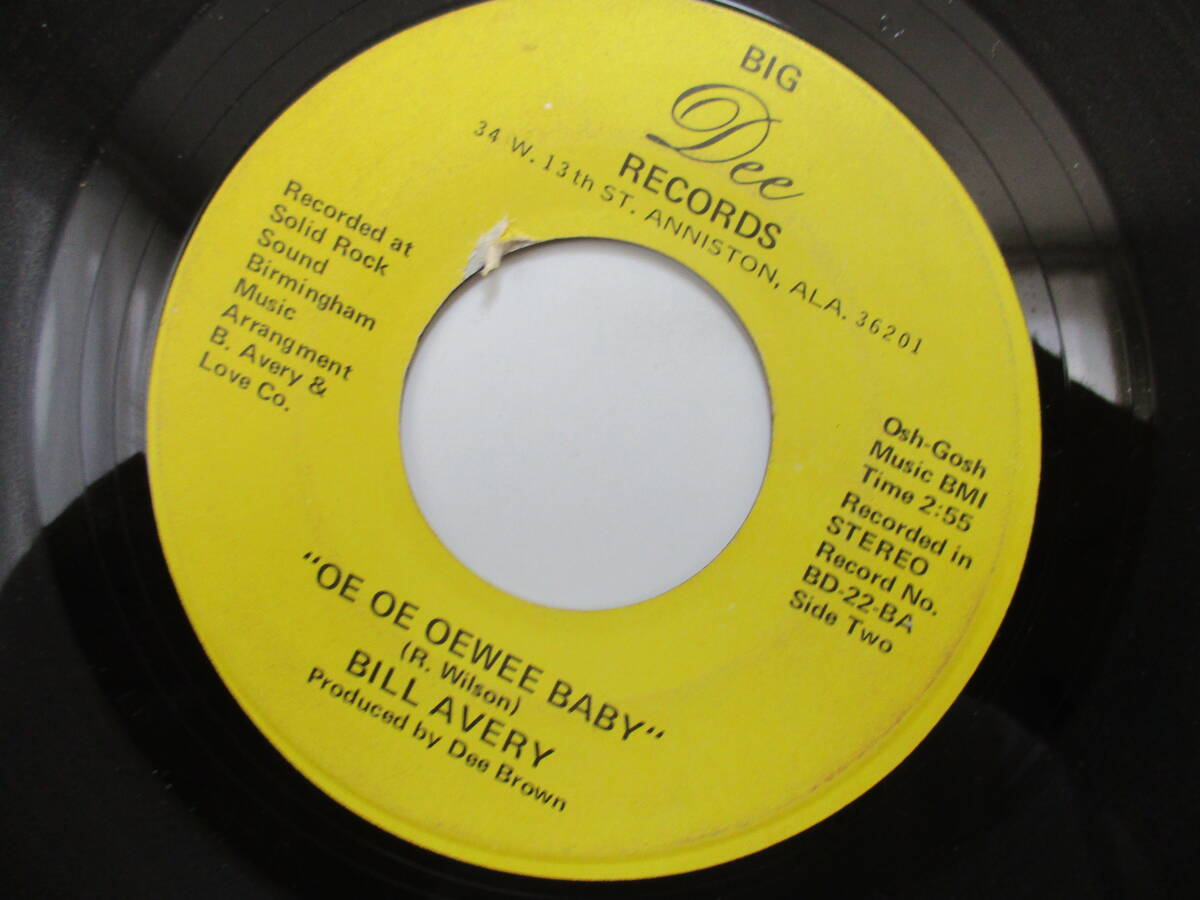 BIG
Dee
RECORDS
34 W. 13th ST. ANNISTON, ALA. 36201
Recorded at
Solid Rock
Sound
Birmingham
Music
Arrangment
B. Avery &
Love Co.
Osh-Gosh
Music BMI
Time 2:55
Recorded in
STEREO
Record No.
BD-22-BA
Side Two
"OE OE OEWEE BABY"
(R. Wilson)
BILL AVERY
Produced by Dee Brown